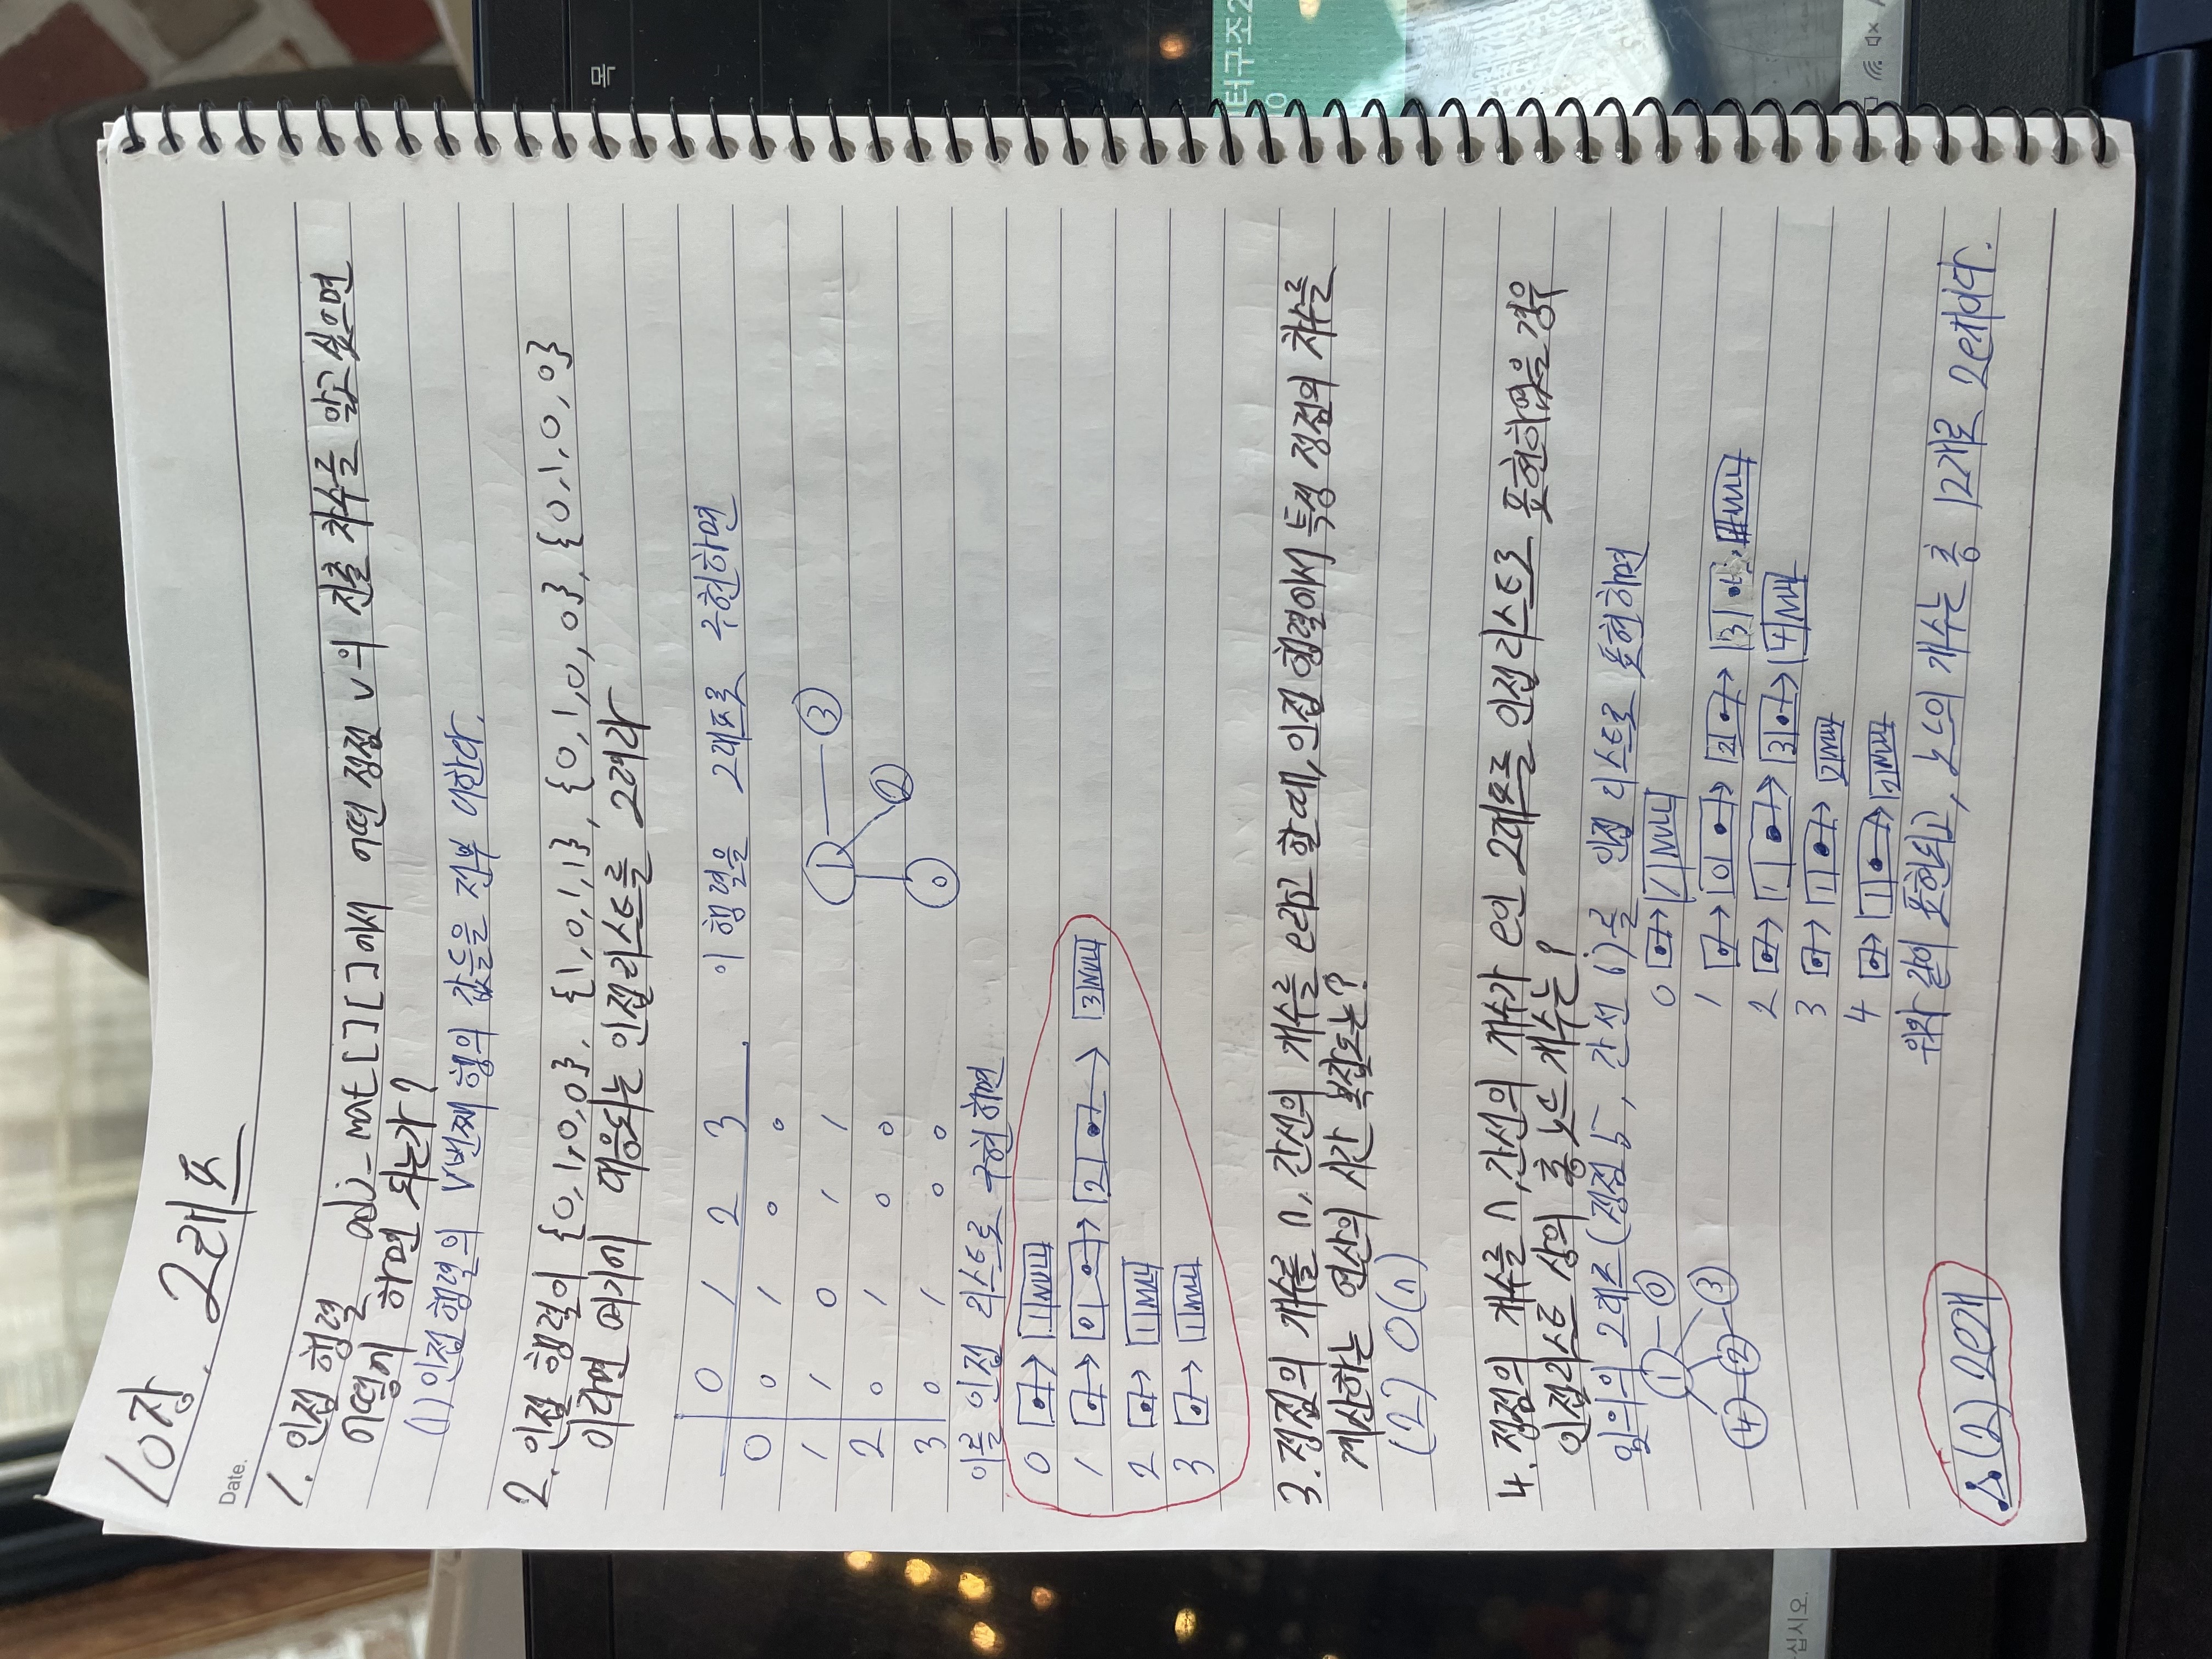 10장. 그래프
Date.
1. 인접 행렬 adj_mat[][]에서 어떤 정점 v의 진출 차수를 알고싶으면
어떻게 하면 되는가?
(1) 인접행렬의 V번째 행의 값들을 전부 더한다.
2. 인접 행렬이 {0,1,0,0}, {1,0,1,1}, {0,1,0,0}, {0,1,0,0}
이라면 여기에 대응되는 인접리스트를 그려라
0 1 2 3 이 행렬을 그래프로 구현하면
0 0 1 0 0
1 1 0 1 1
2 0 1 0 0
3 0 1 0 0
1 3
2
0
이를 인접 리스트로 구현하면
0 → 1 NULL
1 → 0 → 2 → 3 NULL
2 → 1 NULL
3 → 1 NULL
3. 정점의 개수를 n, 간선의 개수를 e라고 할 때, 인접 행렬에서 특정 정점의 차수를
계산하는 연산의 시간 복잡도는?
(2) O(n)
4. 정점의 개수를 n, 간선의 개수가 e인 그래프를 인접리스트로 표현하였을 경우
인접리스트 상의 총 노드 개수는?
임의의 그래프(정점 5, 간선 6)를 인접 리스트로 표현하면
1 0
3
4 2
0 → 1 NULL
1 → 0 → 2 → 3 → NULL
2 → 1 → 3 → 4 NULL
3 → 1 → 2 NULL
4 → 1 → 2 NULL
위와 같이 표현되고, 노드의 개수는 총 12개로 2e개이다.
∴ (2) 2e개
목
터구조2
십시오.